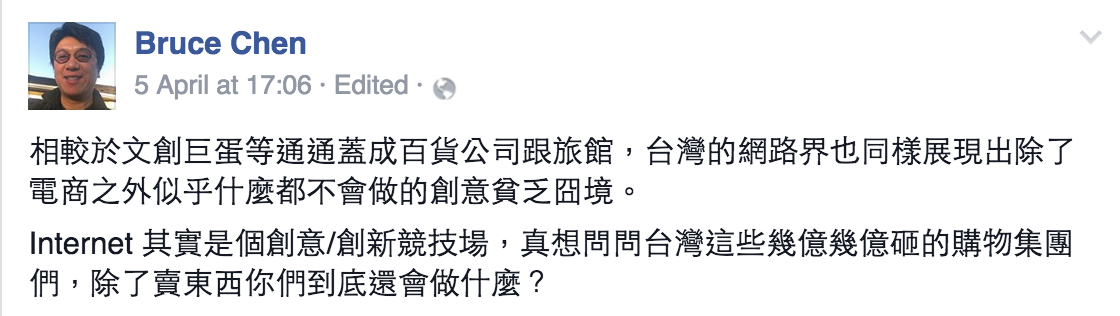 Bruce Chen
5 April at 17:06 · Edited ·
相較於文創巨蛋等通通蓋成百貨公司跟旅館，台灣的網路界也同樣展現出除了
電商之外似乎什麼都不會做的創意貧乏囧境。
Internet 其實是個創意/創新競技場，真想問問台灣這些幾億幾億砸的購物集團
們，除了賣東西你們到底還會做什麼？